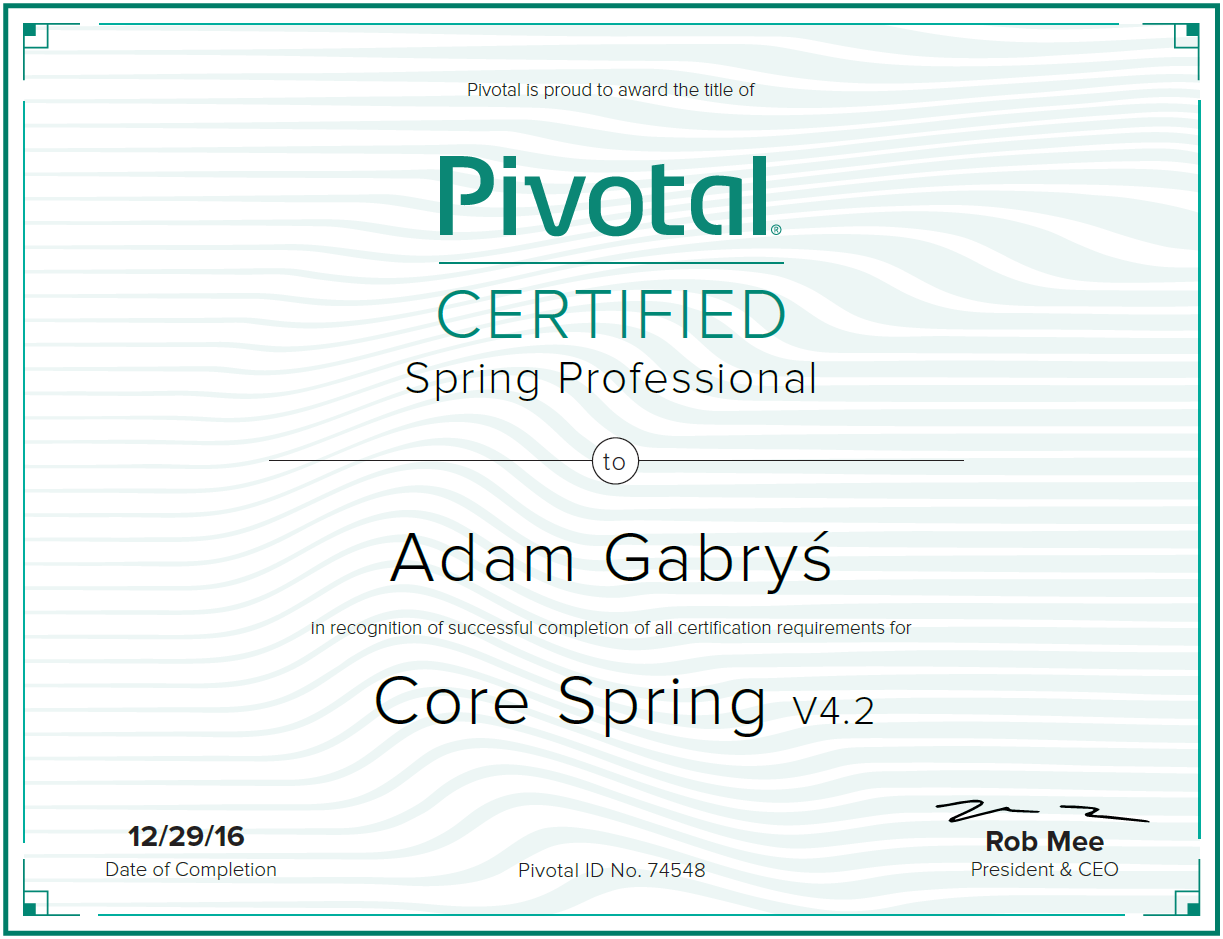 Pivotal is proud to award the title of
Pivotal®
CERTIFIED
Spring Professional
to
Adam Gabryś
in recognition of successful completion of all certification requirements for
Core Spring V4.2
12/29/16
Date of Completion
Pivotal ID No. 74548
Rob Mee
President & CEO